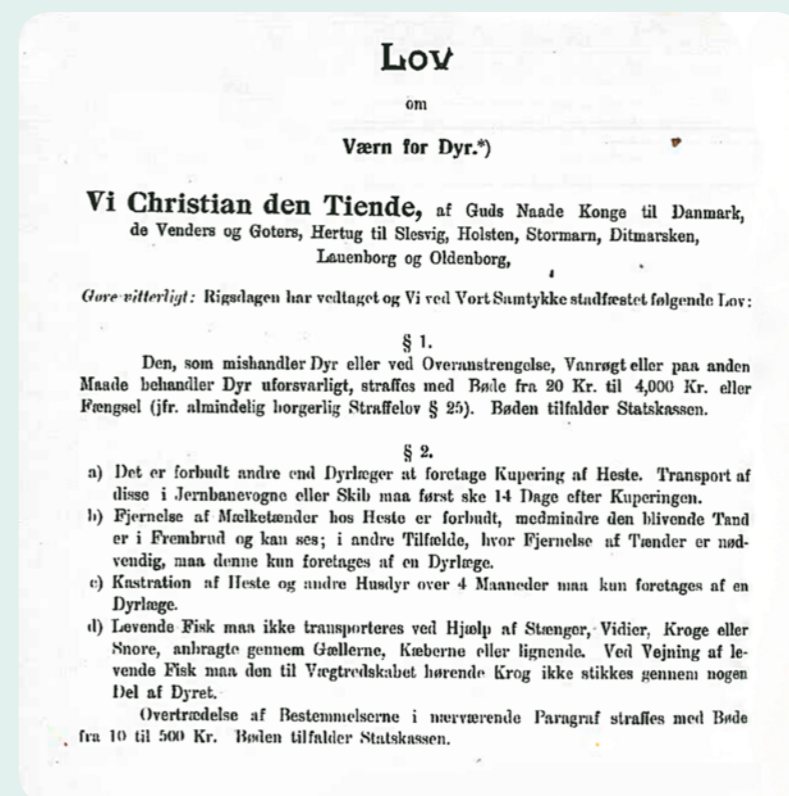 Lov
om
Værn for Dyr.*)
Vi Christian den Tiende, af Guds Naade Konge til Danmark,
de Venders og Goters, Hertug til Slesvig, Holsten, Stormarn, Ditmarsken,
Lauenborg og Oldenborg,
Gøre vitterligt: Rigsdagen har vedtaget og Vi ved Vort Samtykke stadfæstet følgende Lov:
§ 1.
Den, som mishandler Dyr eller ved Overanstrengelse, Vanrøgt eller paa anden
Maade behandler Dyr uforsvarligt, straffes med Bøde fra 20 Kr. til 4,000 Kr. eller
Fængsel (jfr. almindelig borgerlig Straffelov § 25). Bøden tilfalder Statskassen.
§ 2.
a) Det er forbudt andre end Dyrlæger at foretage Kupering af Heste. Transport af
disse i Jernbanevogne eller Skib maa først ske 14 Dage efter Kuperingen.
b) Fjernelse af Mælketænder hos Heste er forbudt, medmindre den blivende Tand
er i Frembrud og kan ses; i andre Tilfælde, hvor Fjernelse af Tænder er nød-
vendig, maa denne kun foretages af en Dyrlæge.
c) Kastration af Heste og andre Husdyr over 4 Maaneder maa kun foretages af en
Dyrlæge.
d) Levende Fisk maa ikke transporteres ved Hjælp af Stænger, Vidier, Kroge eller
Snore, anbragte gennem Gællerne, Kæberne eller lignende. Ved Vejning af le-
vende Fisk maa den til Vægtredskabet hørende Krog ikke stikkes gennem nogen
Del af Dyret.
Overtrædelse af Bestemmelserne i nærværende Paragraf straffes med Bøde
fra 10 til 500 Kr. Bøden tilfalder Statskassen.